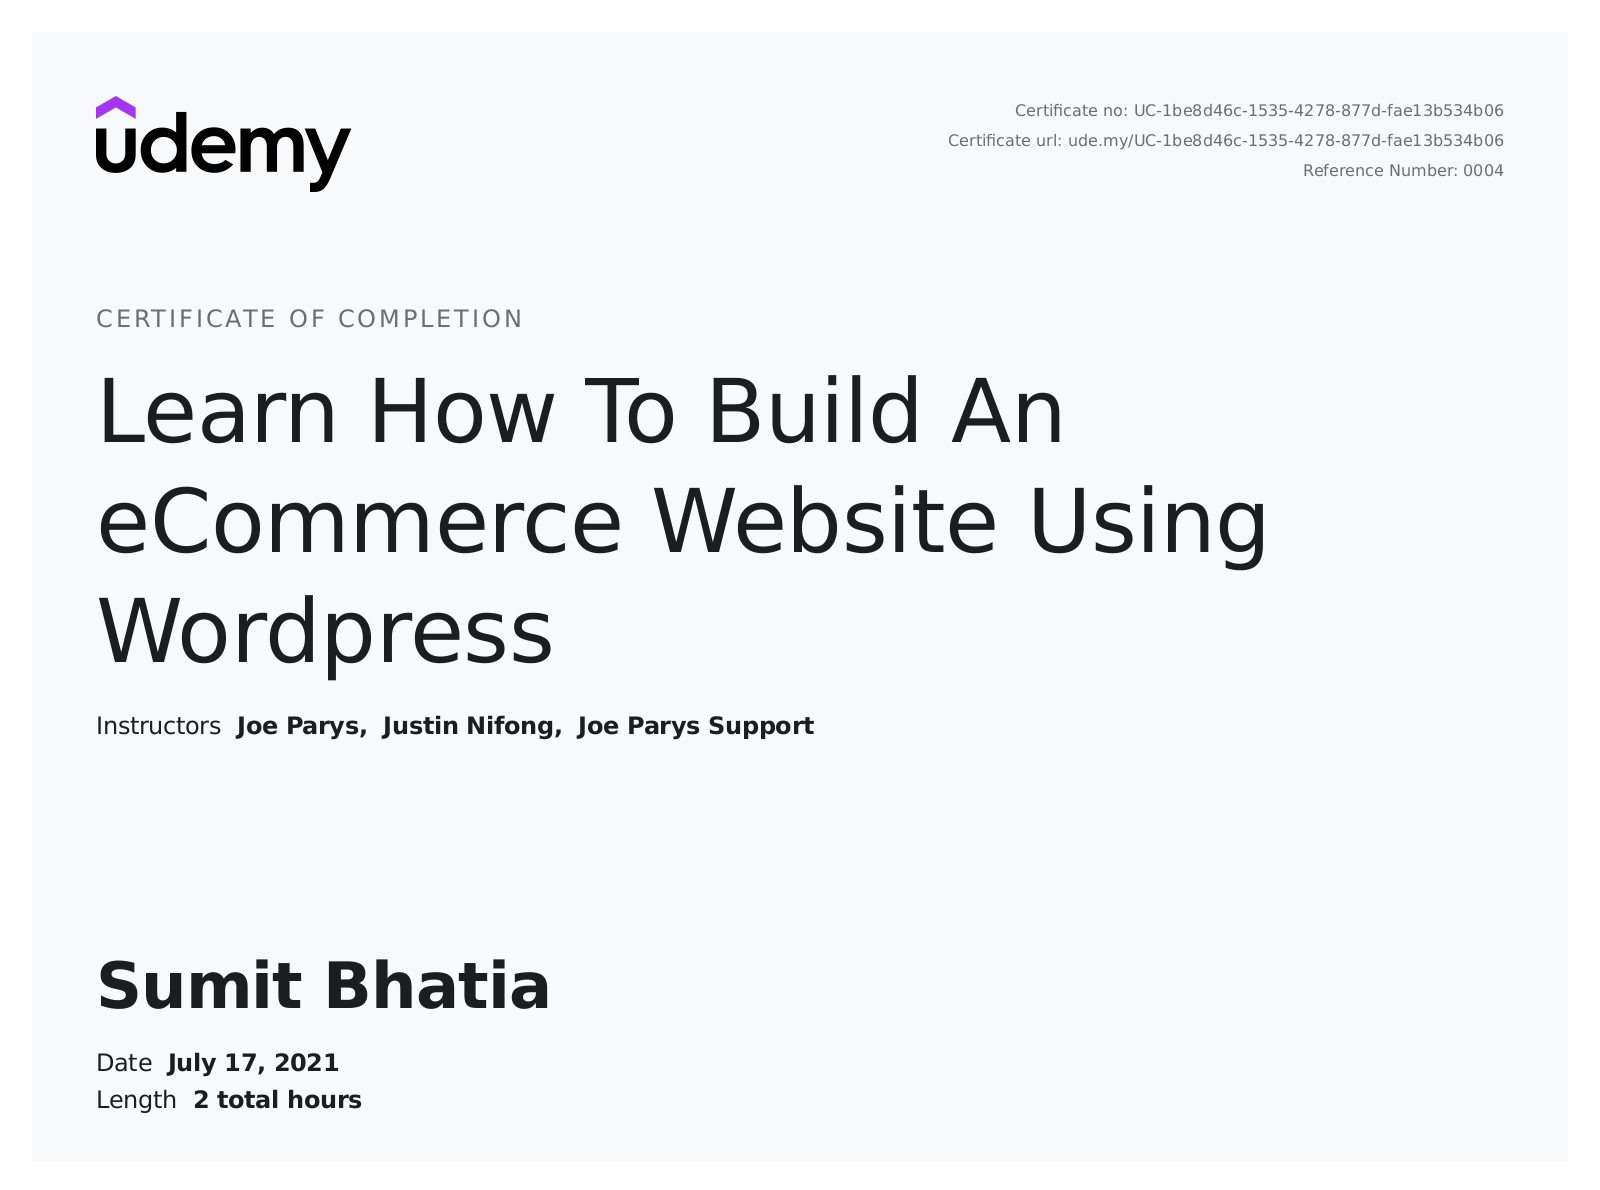 udemy
Certificate no: UC-1be8d46c-1535-4278-877d-fae13b534b06
Certificate url: ude.my/UC-1be8d46c-1535-4278-877d-fae13b534b06
Reference Number: 0004
CERTIFICATE OF COMPLETION
Learn How To Build An
eCommerce Website Using
Wordpress
Instructors Joe Parys, Justin Nifong, Joe Parys Support
Sumit Bhatia
Date July 17, 2021
Length 2 total hours